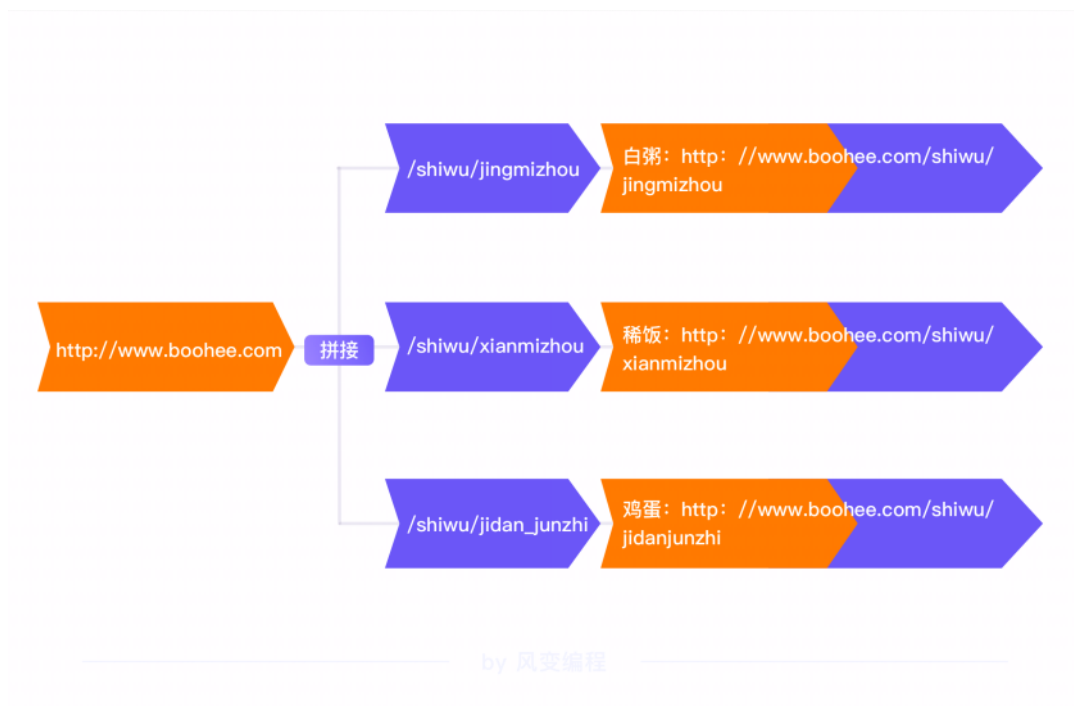 /shiwu/jingmizhou
白粥：http：//www.boohee.com/shiwu/
jingmizhou
http://www.boohee.com
拼接
/shiwu/xianmizhou
稀饭：http：//www.boohee.com/shiwu/
xianmizhou
/shiwu/jidan_junzhi
鸡蛋：http：//www.boohee.com/shiwu/
jidanjunzhi
by 风变编程